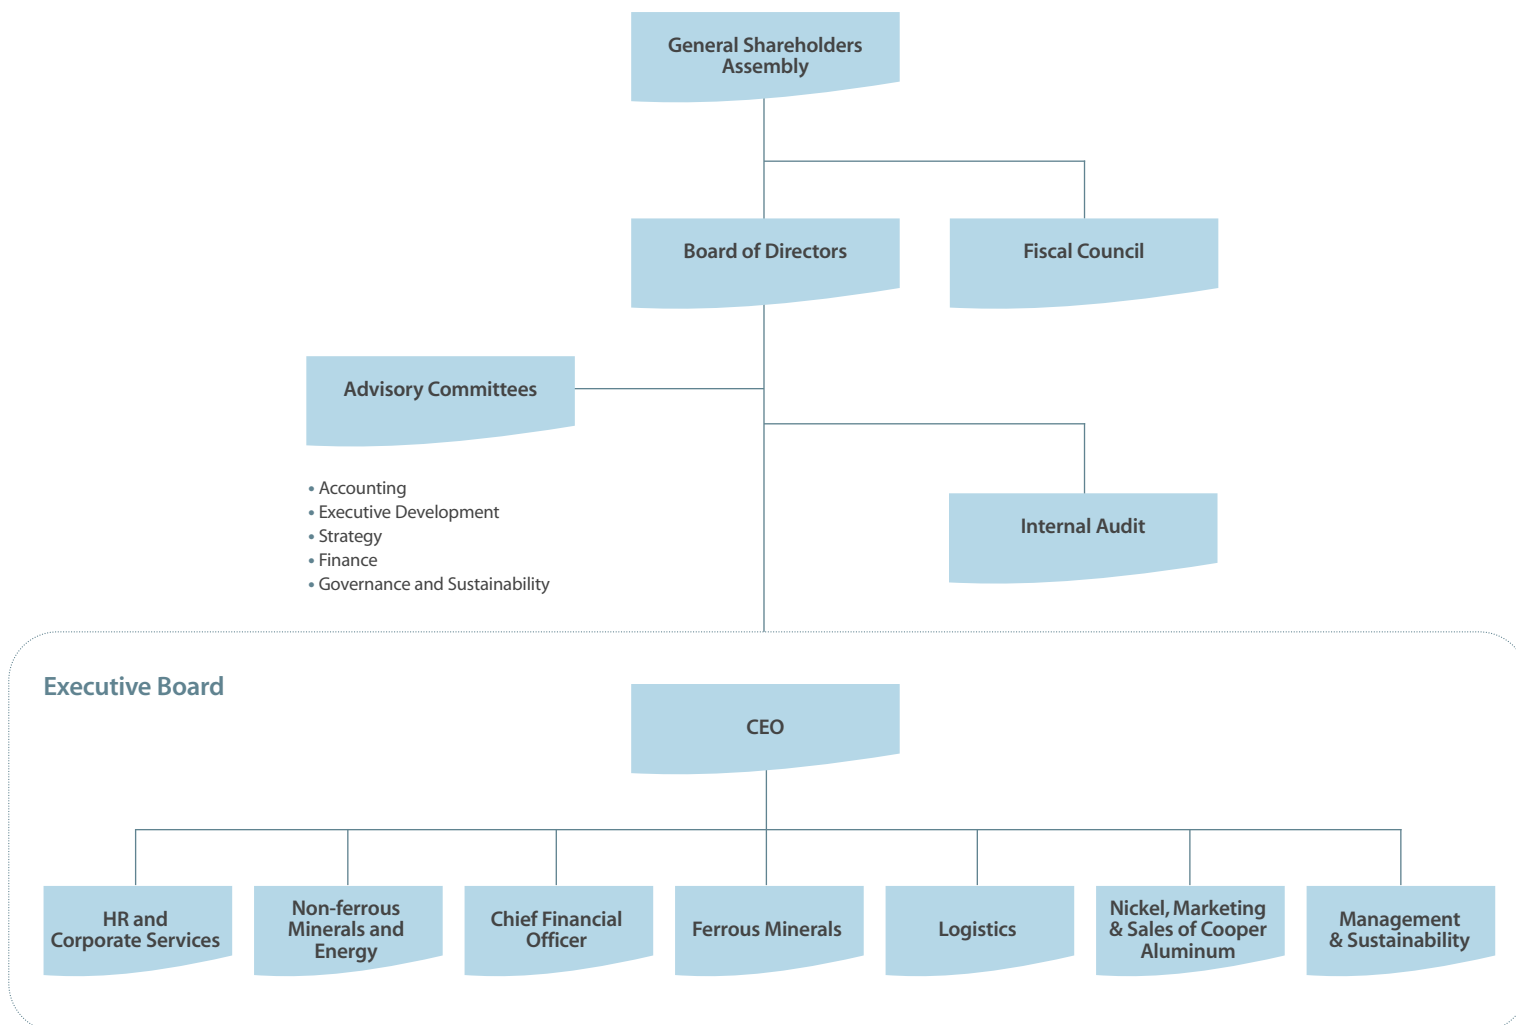 General Shareholders
Assembly
Board of Directors
Fiscal Council
Advisory Committees
• Accounting
• Executive Development
• Strategy
• Finance
• Governance and Sustainability
Internal Audit
Executive Board
CEO
HR and
Corporate Services
Non-ferrous
Minerals and
Energy
Chief Financial
Officer
Ferrous Minerals
Logistics
Nickel, Marketing
& Sales of Cooper
Aluminum
Management
& Sustainability